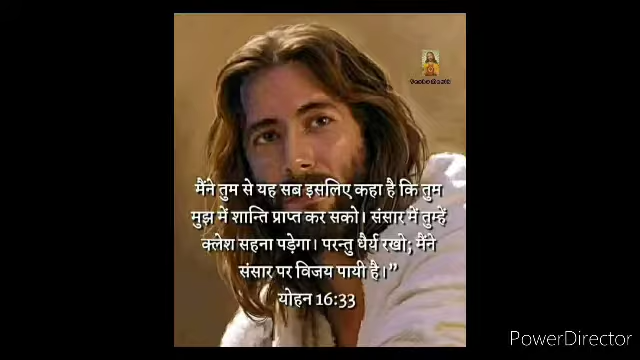 मैंने तुम से यह सब इसलिए कहा है कि तुम
मुझ में शान्ति प्राप्त कर सको। संसार में तुम्हें
क्लेश सहना पड़ेगा। परन्तु धैर्य रखो; मैंने
संसार पर विजय पायी है।”
योहन 16:33
PowerDirector